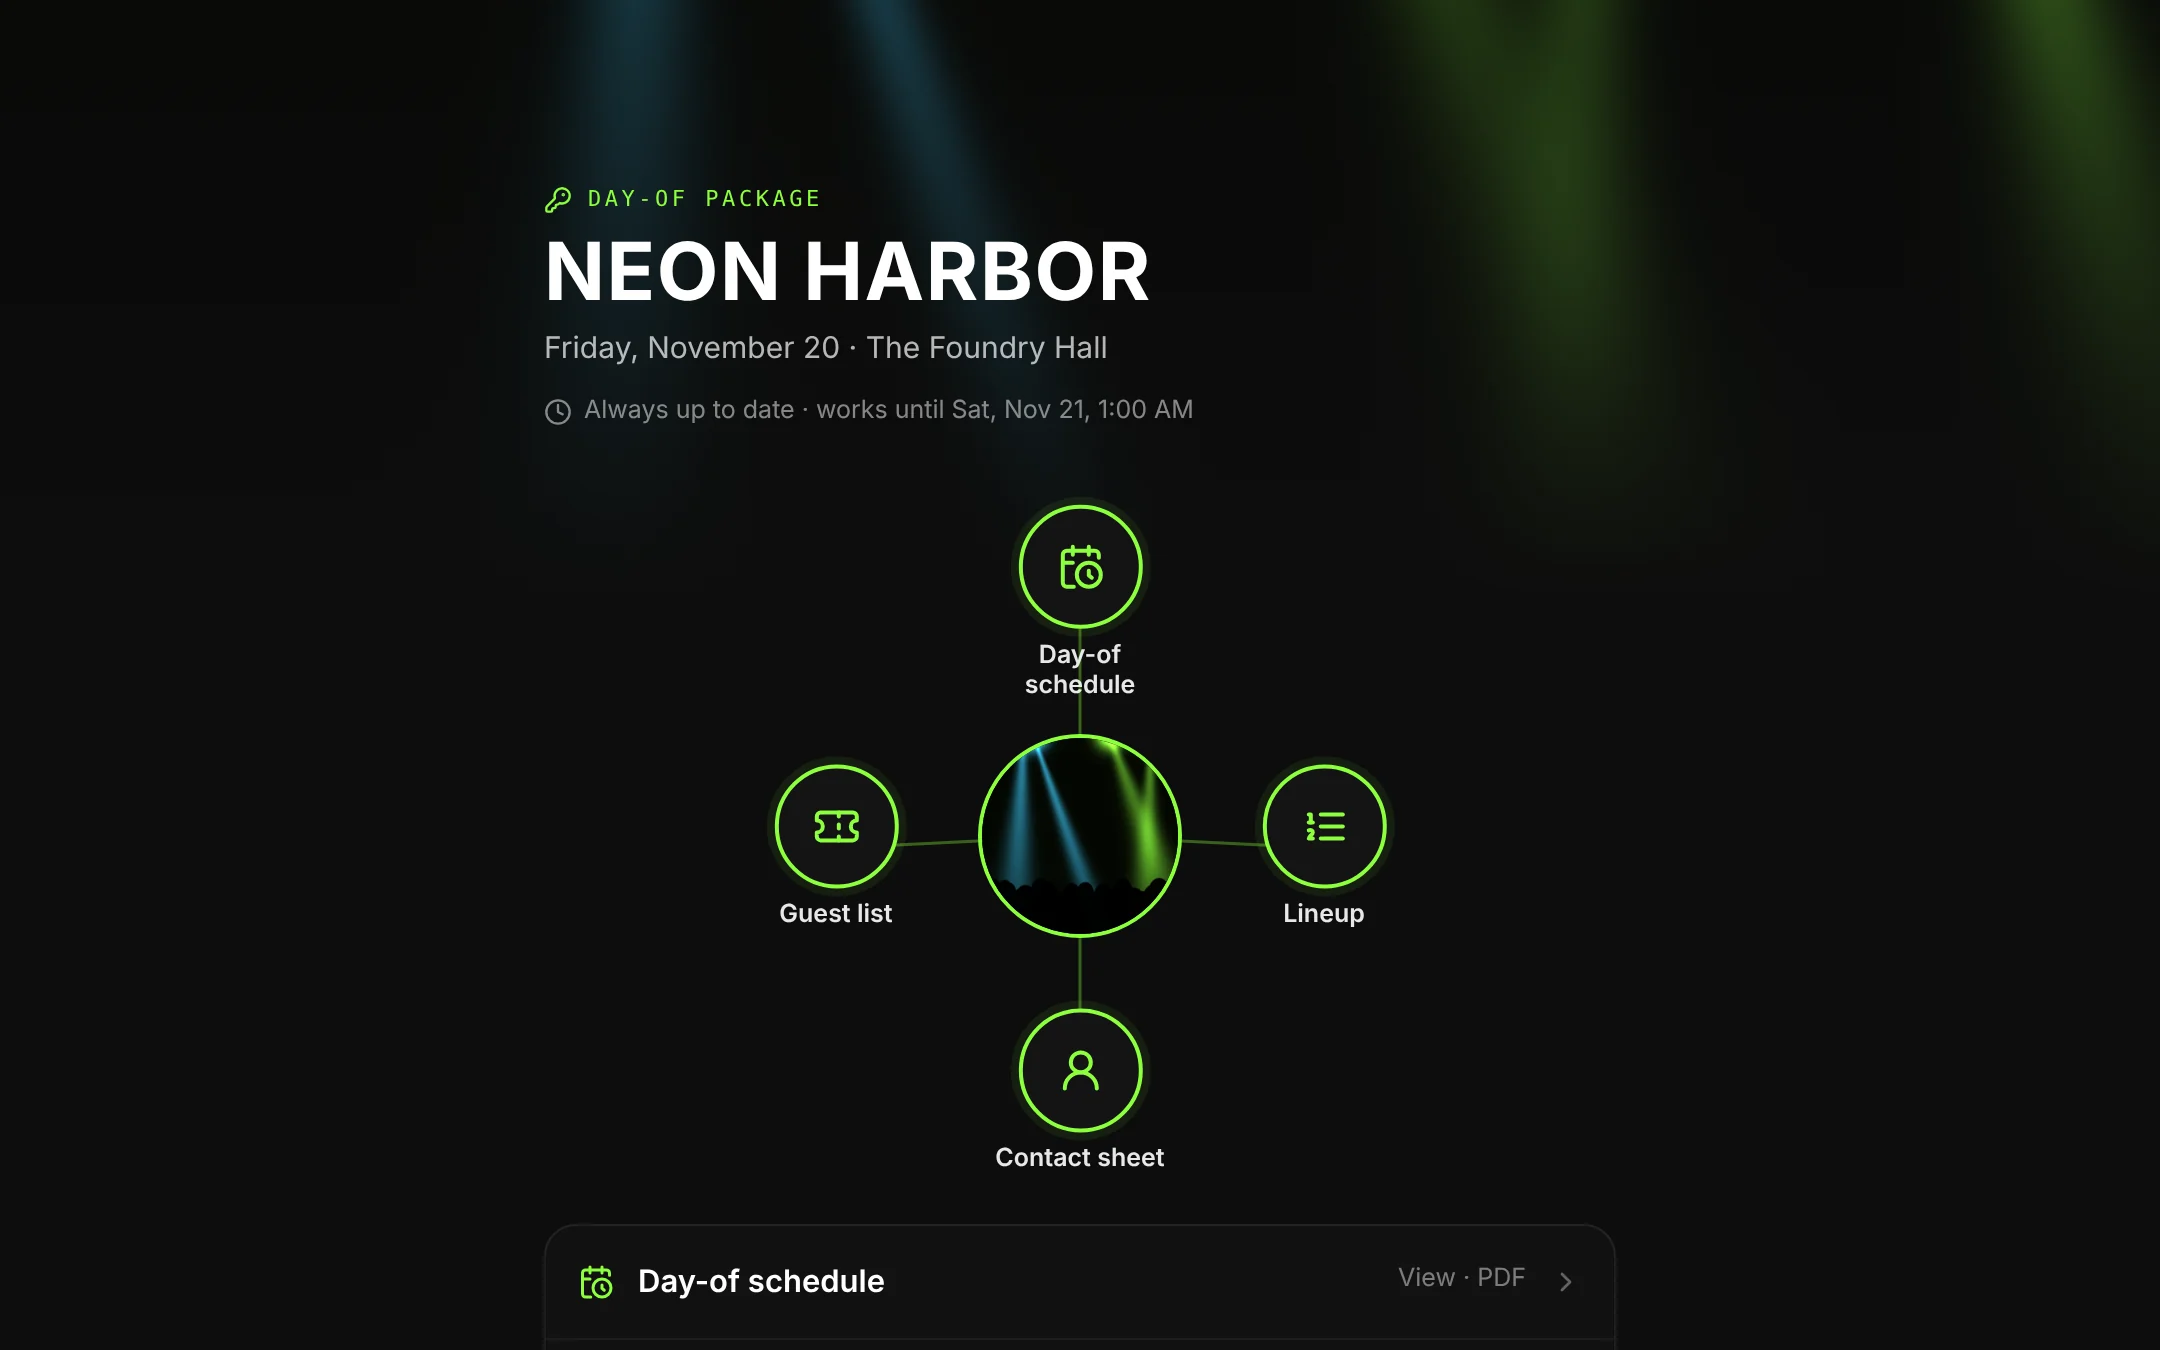 DAY-OF PACKAGE
NEON HARBOR
Friday, November 20 · The Foundry Hall
Always up to date · works until Sat, Nov 21, 1:00 AM
Day-of
schedule
Guest list
Lineup
Contact sheet
Day-of schedule
View · PDF